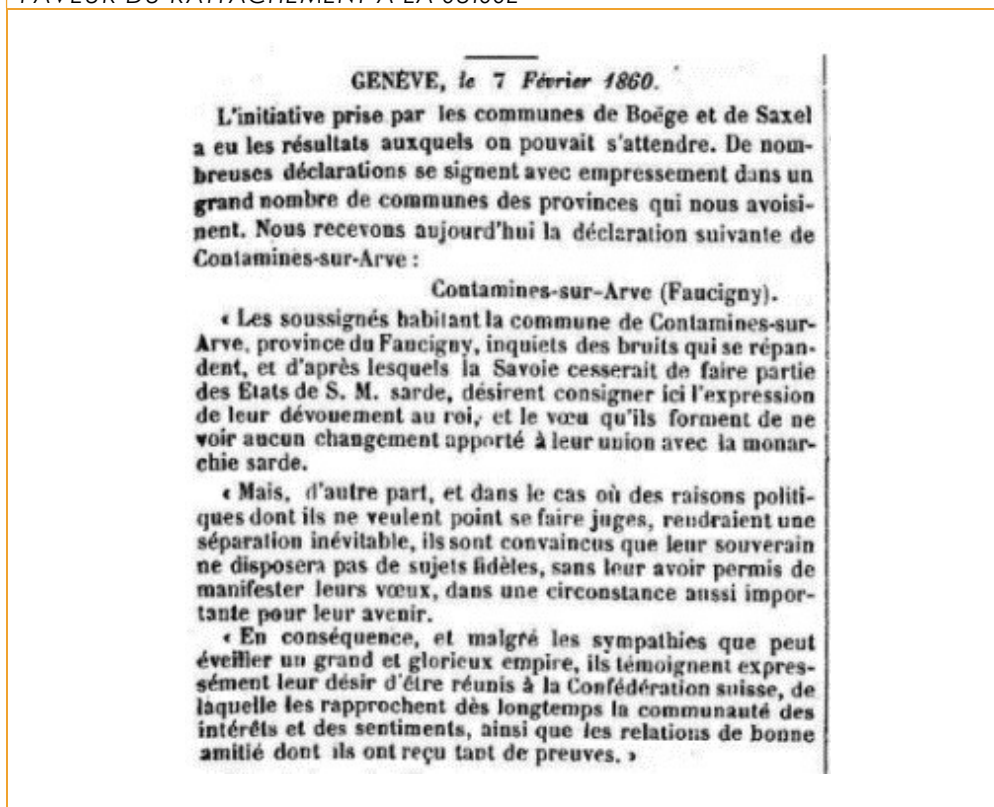 FAVEUR DU RATTACHEMENT À LA SUISSE
GENÈVE, le 7 Février 1860.
L'initiative prise par les communes de Boëge et de Saxel
a eu les résultats auxquels on pouvait s'attendre. De nom-
breuses déclarations se signent avec empressement dans un
grand nombre de communes des provinces qui nous avoisi-
nent. Nous recevons aujourd'hui la déclaration suivante de
Contamines-sur-Arve :
Contamines-sur-Arve (Faucigny).
« Les soussignés habitant la commune de Contamines-sur-
Arve, province du Faucigny, inquiets des bruits qui se répan-
dent, et d'après lesquels la Savoie cesserait de faire partie
des Etats de S. M. sarde, désirent consigner ici l'expression
de leur dévouement au roi, et le vœu qu'ils forment de ne
voir aucun changement apporté à leur union avec la monar-
chie sarde.
« Mais, d'autre part, et dans le cas où des raisons politi-
ques dont ils ne veulent point se faire juges, rendraient une
séparation inévitable, ils sont convaincus que leur souverain
ne disposera pas de sujets fidèles, sans leur avoir permis de
manifester leurs vœux, dans une circonstance aussi impor-
tante pour leur avenir.
« En conséquence, et malgré les sympathies que peut
éveiller un grand et glorieux empire, ils témoignent expres-
sément leur désir d'être réunis à la Confédération suisse, de
laquelle les rapprochent dès longtemps la communauté des
intérêts et des sentiments, ainsi que les relations de bonne
amitié dont ils ont reçu tant de preuves. »